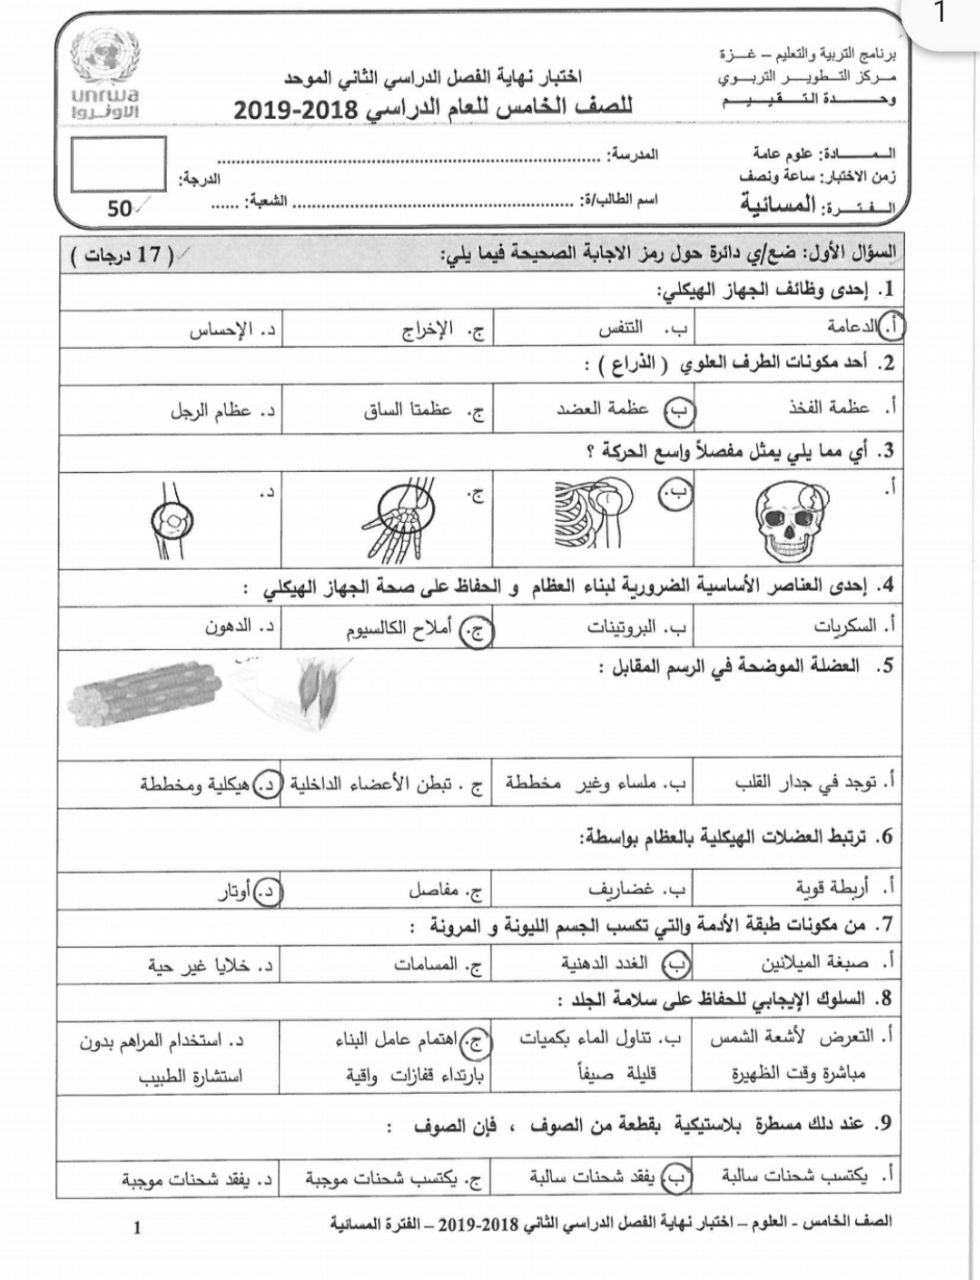 1
برنامج التربية والتعليم – غـزة
مـركز التـطويـر التربـوي
وحـــدة التـقـيـيـم
اختبار نهاية الفصل الدراسي الثاني الموحد
للصف الخامس للعام الدراسي 2018-2019
unrwa
الأونروا
المــادة: علوم عامة
المدرسة: ........................................
زمن الاختبار: ساعة ونصف
الدرجة:
الفـتـرة: المسائية
اسم الطالب/ة: ........................................ الشعبة: ......
50
السؤال الأول: ضع/ي دائرة حول رمز الاجابة الصحيحة فيما يلي: ( 17 درجات )
1. إحدى وظائف الجهاز الهيكلي:
أ. الدعامة ب. التنفس ج. الإخراج د. الإحساس
2. أحد مكونات الطرف العلوي ( الذراع ) :
أ. عظمة الفخذ ب. عظمة العضد ج. عظمتا الساق د. عظام الرجل
3. أي مما يلي يمثل مفصلاً واسع الحركة ؟
أ. ب. ج. د.
4. إحدى العناصر الأساسية الضرورية لبناء العظام و الحفاظ على صحة الجهاز الهيكلي :
أ. السكريات ب. البروتينات ج. أملاح الكالسيوم د. الدهون
5. العضلة الموضحة في الرسم المقابل :
أ. توجد في جدار القلب ب. ملساء وغير مخططة ج. تبطن الأعضاء الداخلية د. هيكلية ومخططة
6. ترتبط العضلات الهيكلية بالعظام بواسطة:
أ. أربطة قوية ب. غضاريف ج. مفاصل د. أوتار
7. من مكونات طبقة الأدمة والتي تكسب الجسم الليونة و المرونة :
أ. صبغة الميلانين ب. الغدد الدهنية ج. المسامات د. خلايا غير حية
8. السلوك الإيجابي للحفاظ على سلامة الجلد :
أ. التعرض لأشعة الشمس ب. تناول الماء بكميات ج. اهتمام عامل البناء د. استخدام المراهم بدون
مباشرة وقت الظهيرة قليلة صيفاً بارتداء قفازات واقية استشارة الطبيب
9. عند دلك مسطرة بلاستيكية بقطعة من الصوف ، فإن الصوف :
أ. يكتسب شحنات سالبة ب. يفقد شحنات سالبة ج. يكتسب شحنات موجبة د. يفقد شحنات موجبة
الصف الخامس - العلوم – اختبار نهاية الفصل الدراسي الثاني 2018-2019 – الفترة المسائية
1